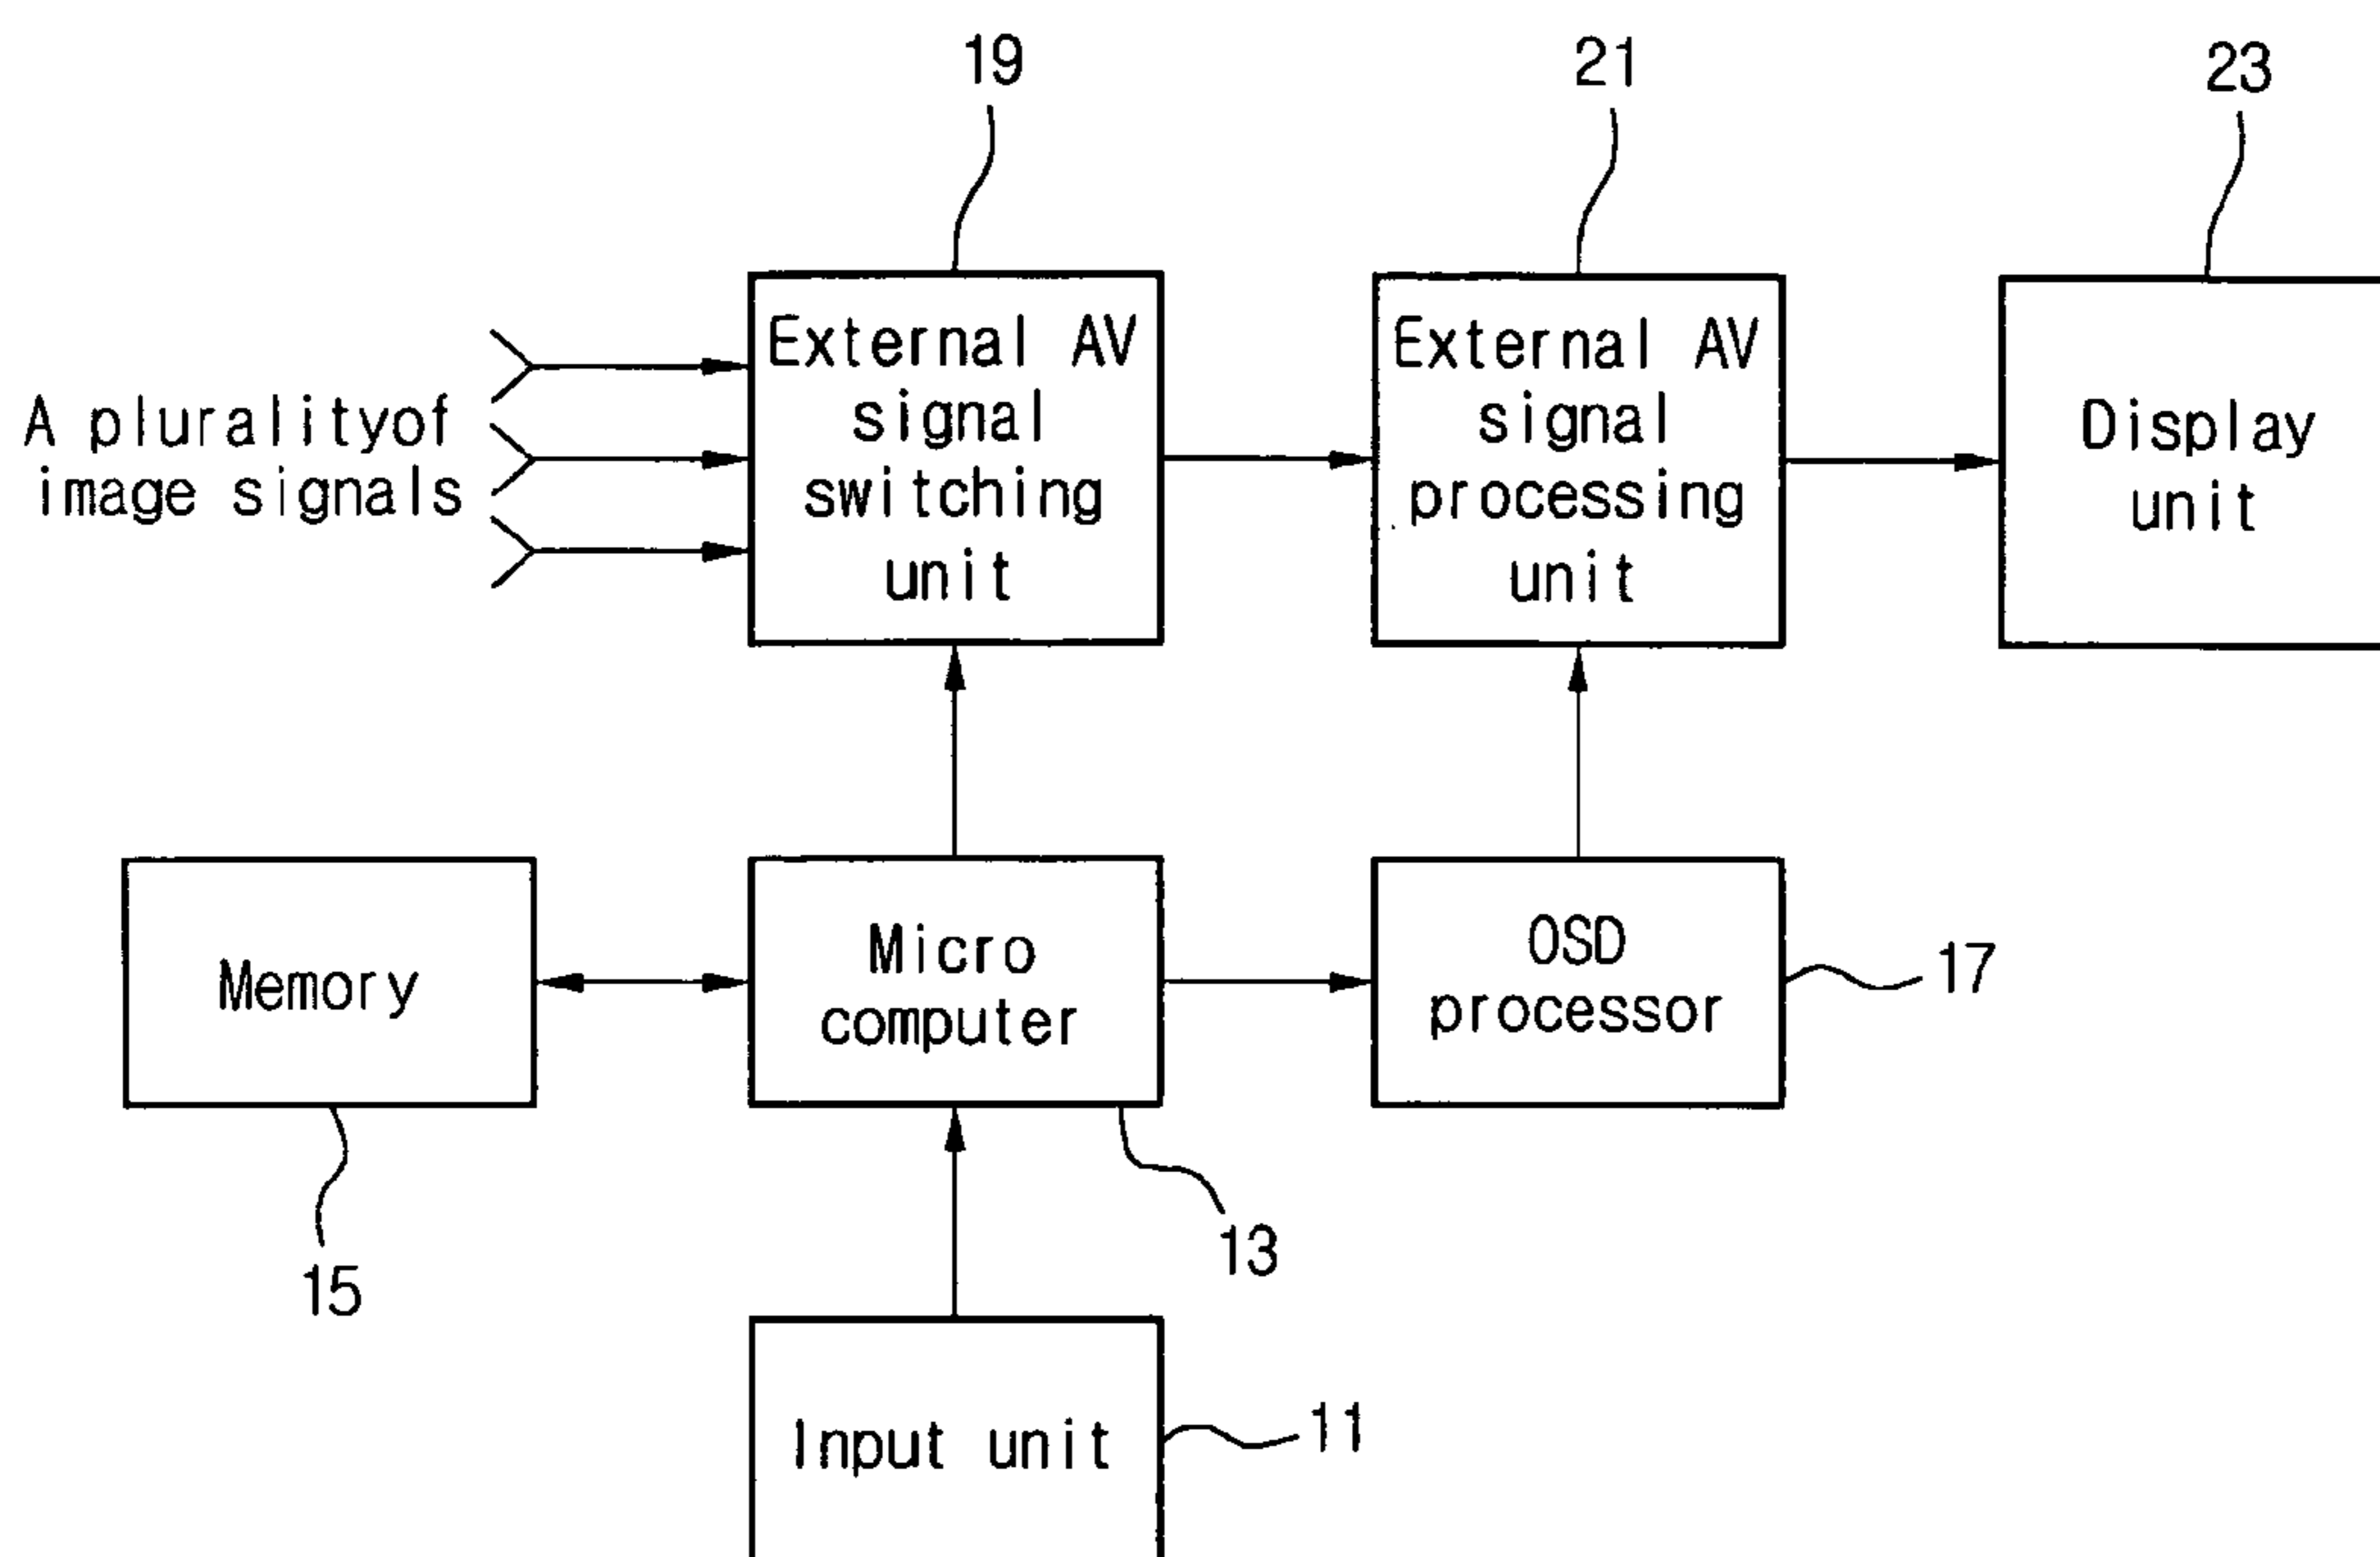 19
21
23
External AV
signal
switching
unit
External AV
signal
processing
unit
Display
unit
A pluralityof
image signals
Memory
Micro
computer
OSD
processor
17
13
15
Input unit
11